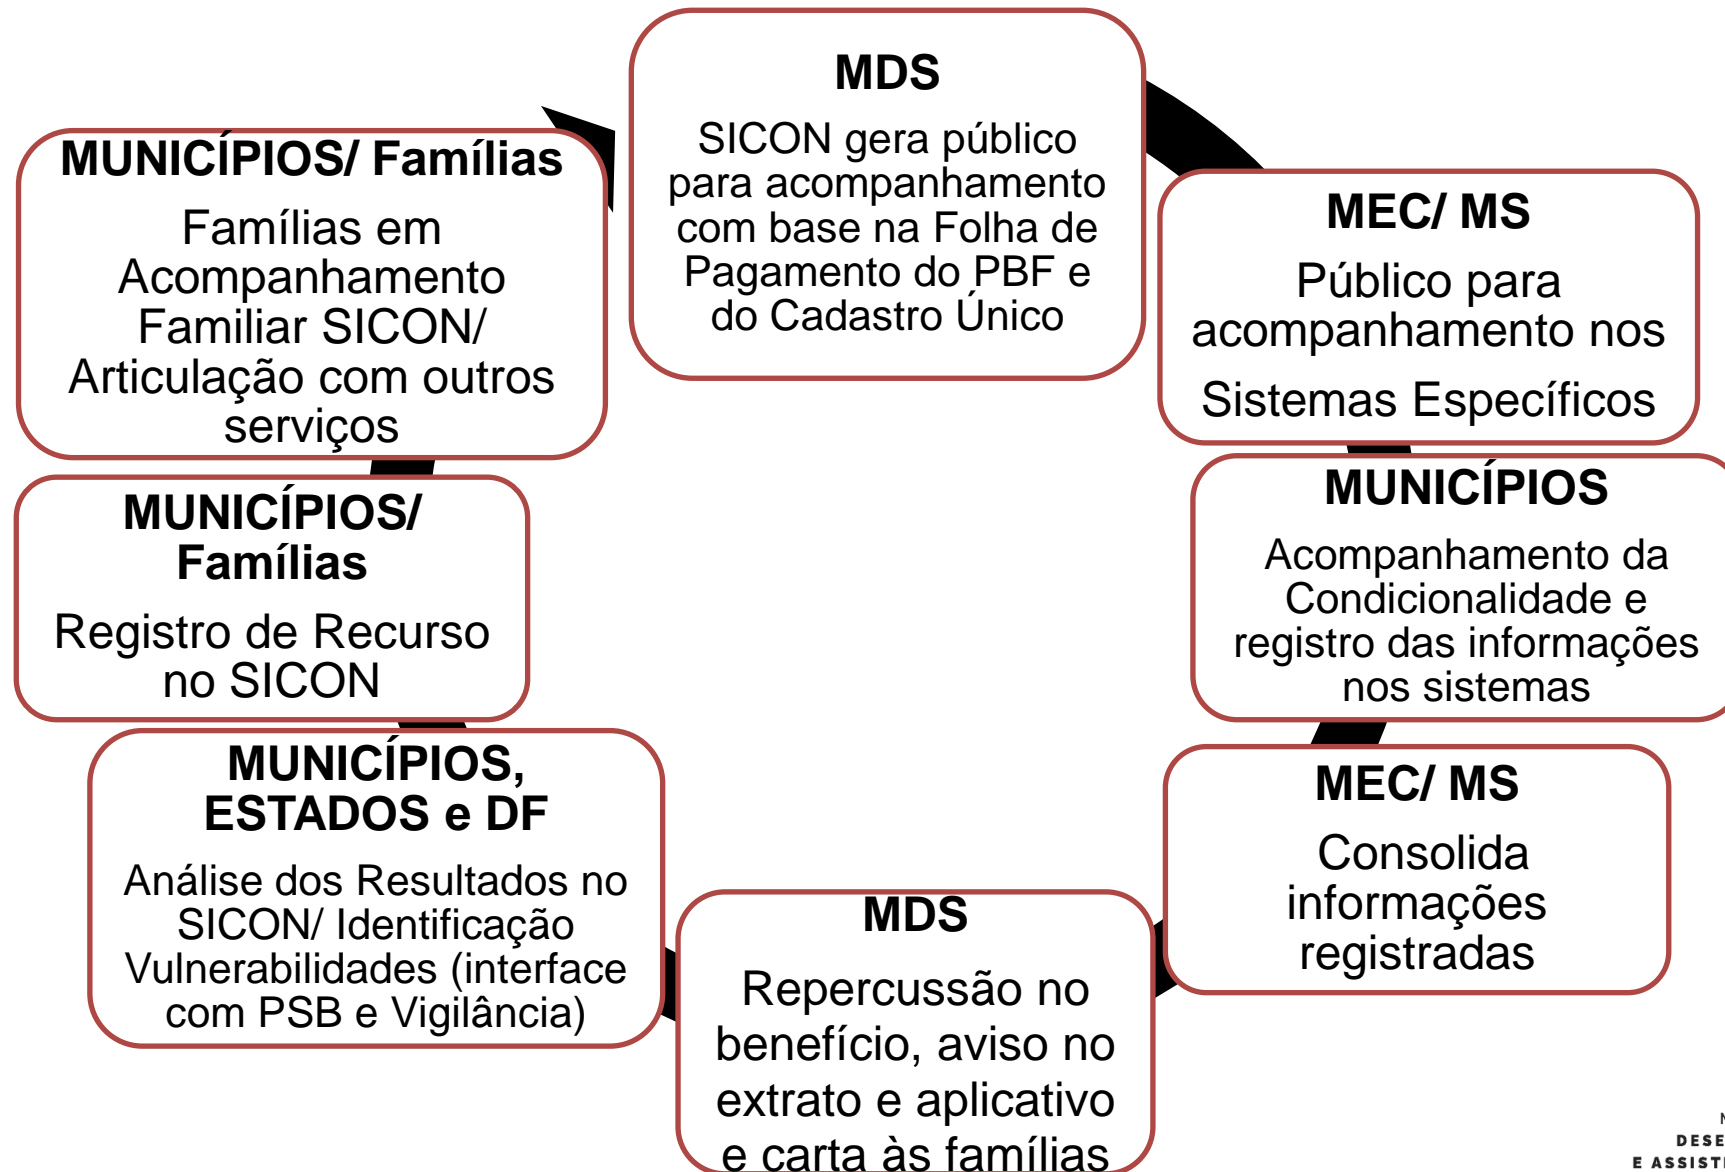 MDS
SICON gera público
para acompanhamento
com base na Folha de
Pagamento do PBF e
do Cadastro Único
MEC/ MS
Público para
acompanhamento nos
Sistemas Específicos
MUNICÍPIOS
Acompanhamento da
Condicionalidade e
registro das informações
nos sistemas
MEC/ MS
Consolida
informações
registradas
MDS
Repercussão no
benefício, aviso no
extrato e aplicativo
e carta às famílias
MUNICÍPIOS,
ESTADOS e DF
Análise dos Resultados no
SICON/ Identificação
Vulnerabilidades (interface
com PSB e Vigilância)
MUNICÍPIOS/
Famílias
Registro de Recurso
no SICON
MUNICÍPIOS/ Famílias
Famílias em
Acompanhamento
Familiar SICON/
Articulação com outros
serviços
DESE
E ASSIST